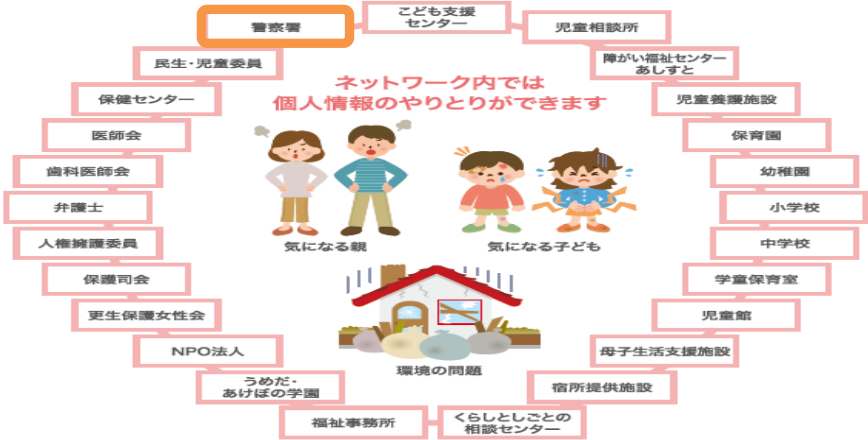 こども支援
センター
児童相談所
障がい福祉センター
あしすと
児童養護施設
保育園
幼稚園
小学校
中学校
学童保育室
児童館
母子生活支援施設
宿所提供施設
くらしとしごとの
相談センター
福祉事務所
うめだ・
あけぼの学園
NPO法人
更生保護女性会
保護司会
人権擁護委員
弁護士
歯科医師会
医師会
保健センター
民生・児童委員
警察署
ネットワーク内では
個人情報のやりとりができます
気になる親
気になる子ども
環境の問題